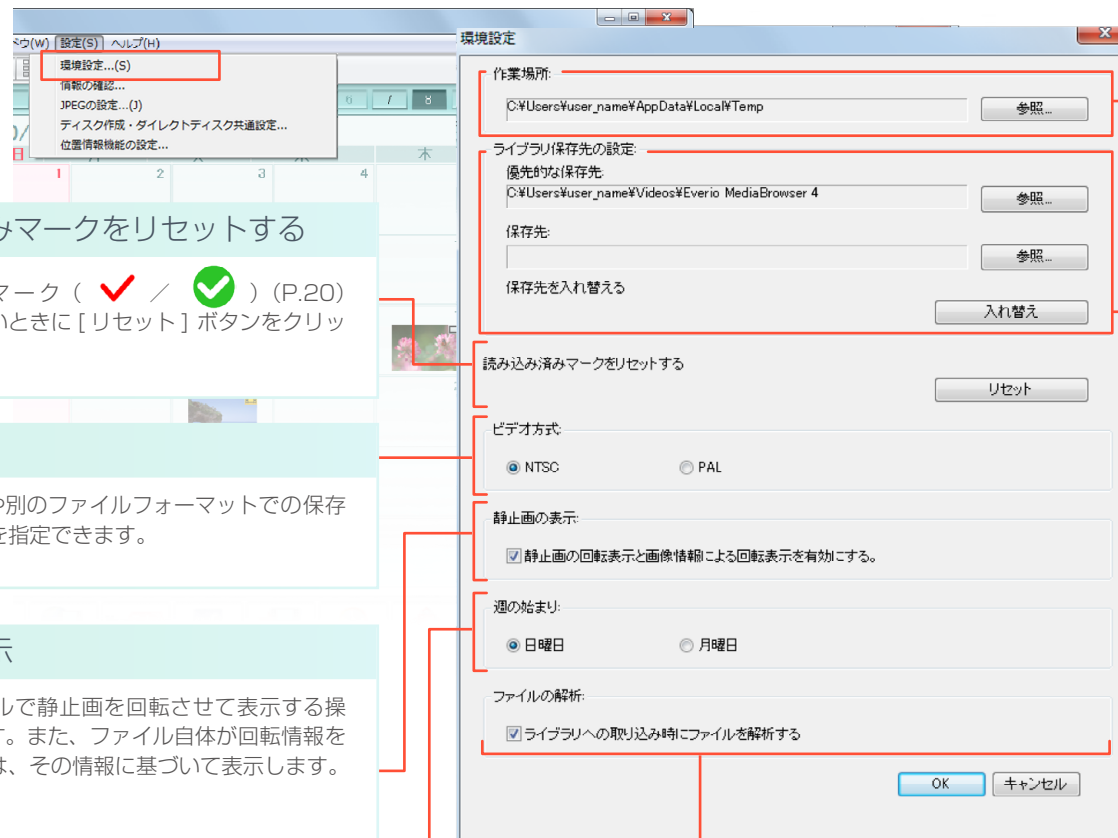 ドウ(W) 設定(S) ヘルプ(H)
環境設定...(S)
情報の確認...
JPEGの設定...(J)
ディスク作成・ダイレクトディスク共通設定...
位置情報機能の設定...
6 7 8
日 木
1 2 3 4
みマークをリセットする
マーク ( / ) (P.20)
いときに [ リセット ] ボタンをクリッ
や別のファイルフォーマットでの保存
を指定できます。
示
ルで静止画を回転させて表示する操
す。また、ファイル自体が回転情報を
は、その情報に基づいて表示します。
環境設定
作業場所:
C:¥Users¥user_name¥AppData¥Local¥Temp
参照...
ライブラリ保存先の設定:
優先的な保存先:
C:¥Users¥user_name¥Videos¥Everio MediaBrowser 4
参照...
保存先:
参照...
保存先を入れ替える
入れ替え
読み込み済みマークをリセットする
リセット
ビデオ方式:
NTSC PAL
静止画の表示:
静止画の回転表示と画像情報による回転表示を有効にする。
週の始まり:
日曜日 月曜日
ファイルの解析:
ライブラリへの取り込み時にファイルを解析する
OK キャンセル